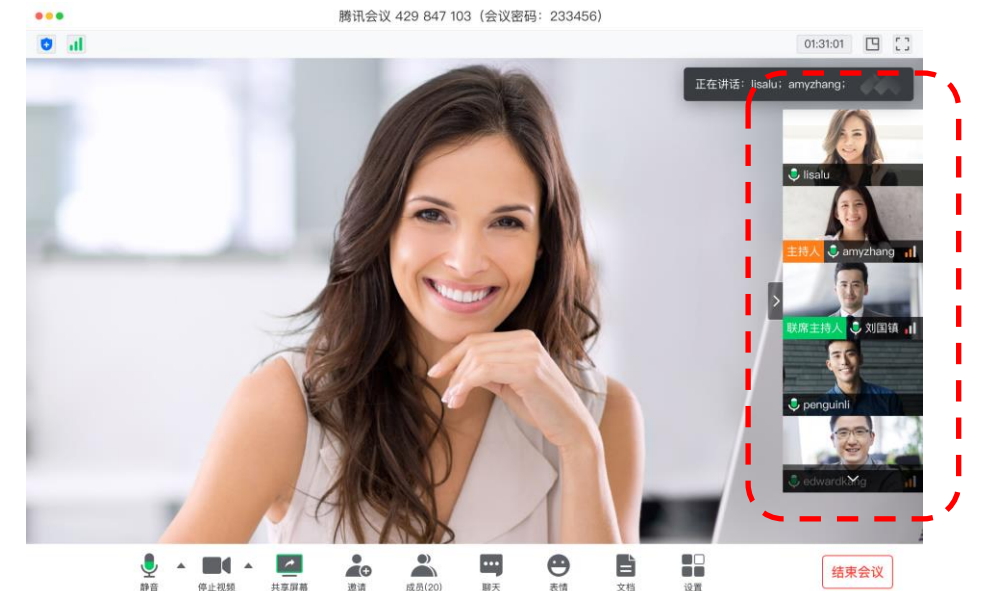 腾讯会议 429 847 103（会议密码：233456）
01:31:01
正在讲话：lisalu；amyzhang；
lisalu
主持人 amyzhang
联席主持人 刘国镇
penguinli
edwardkang
静音 停止视频 共享屏幕 邀请 成员(20) 聊天 表情 文档 设置
结束会议